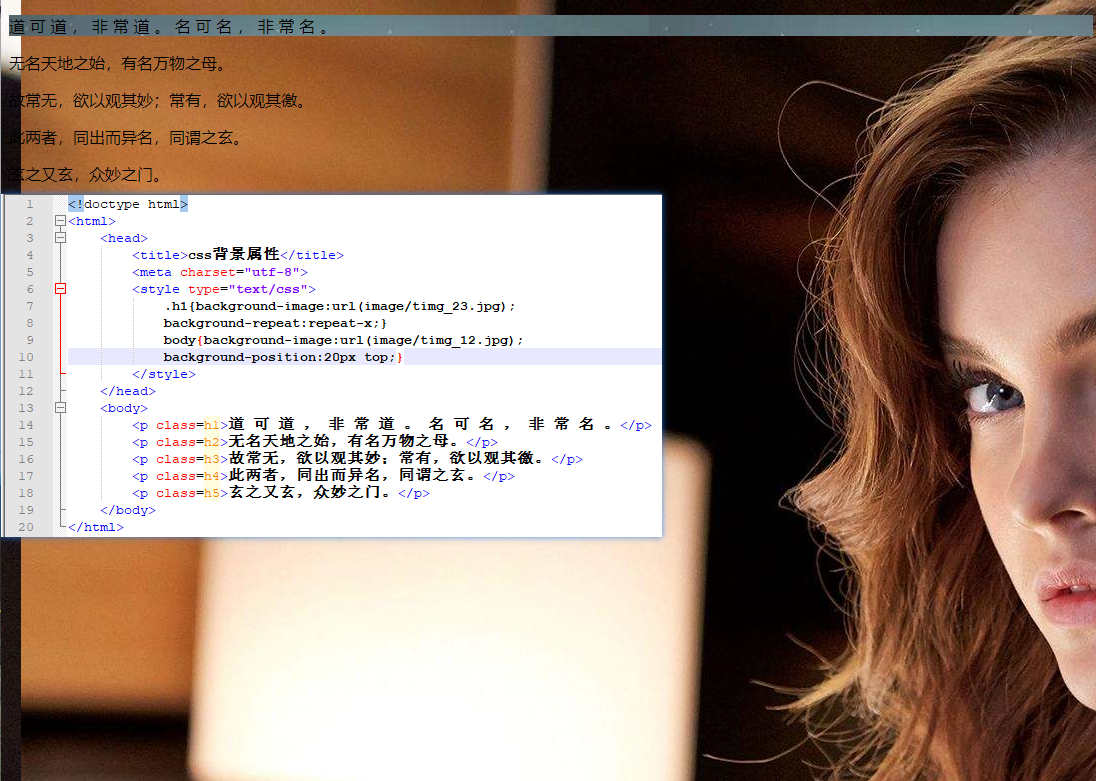 道 可 道 ， 非 常 道 。 名 可 名 ， 非 常 名 。
无名天地之始，有名万物之母。
故常无，欲以观其妙；常有，欲以观其徼。
此两者，同出而异名，同谓之玄。
玄之又玄，众妙之门。
1 <!doctype html>
2 <html>
3 <head>
4 <title>css背景属性</title>
5 <meta charset="utf-8">
6 <style type="text/css">
7 .h1{background-image:url(image/timg_23.jpg);
8 background-repeat:repeat-x;}
9 body{background-image:url(image/timg_12.jpg);
10 background-position:20px top;}
11 </style>
12 </head>
13 <body>
14 <p class=h1>道 可 道 ， 非 常 道 。 名 可 名 ， 非 常 名 。</p>
15 <p class=h2>无名天地之始，有名万物之母。</p>
16 <p class=h3>故常无，欲以观其妙；常有，欲以观其徼。</p>
17 <p class=h4>此两者，同出而异名，同谓之玄。</p>
18 <p class=h5>玄之又玄，众妙之门。</p>
19 </body>
20 </html>